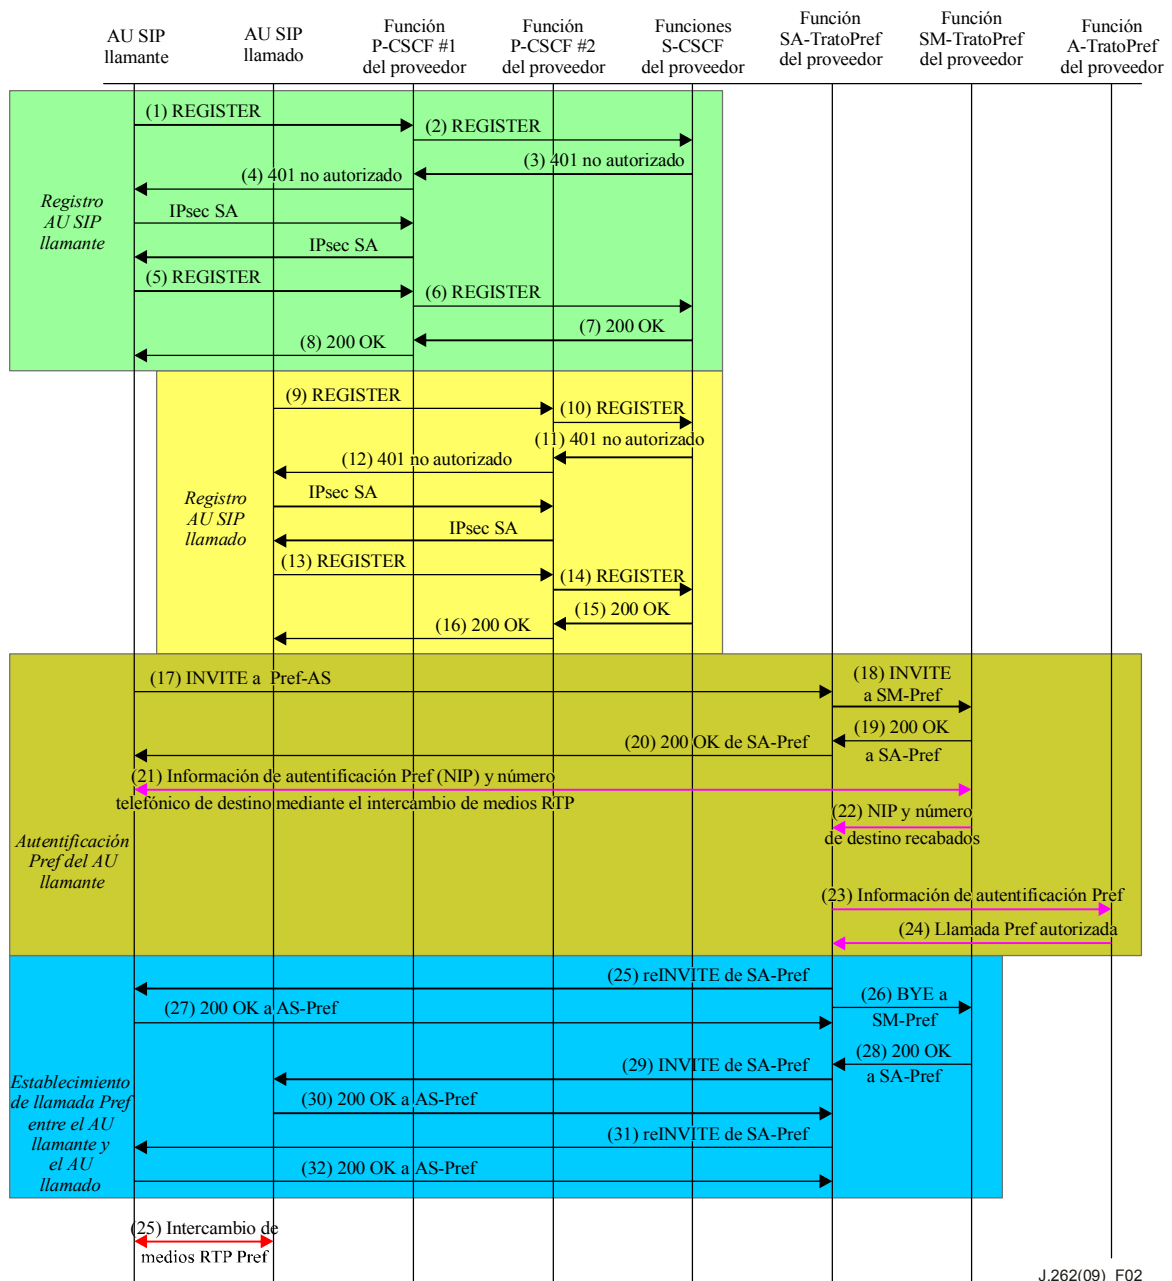 AU SIP
llamante
AU SIP
llamado
Función
P-CSCF #1
del proveedor
Función
P-CSCF #2
del proveedor
Funciones
S-CSCF
del proveedor
Función
SA-TratoPref
del proveedor
Función
SM-TratoPref
del proveedor
Función
A-TratoPref
del proveedor
Registro
AU SIP
llamante
(1) REGISTER
(2) REGISTER
(3) 401 no autorizado
(4) 401 no autorizado
IPsec SA
IPsec SA
(5) REGISTER
(6) REGISTER
(7) 200 OK
(8) 200 OK
Registro
AU SIP
llamado
(9) REGISTER
(10) REGISTER
(11) 401 no autorizado
(12) 401 no autorizado
IPsec SA
IPsec SA
(13) REGISTER
(14) REGISTER
(15) 200 OK
(16) 200 OK
Autentificación
Pref del AU
llamante
(17) INVITE a Pref-AS
(18) INVITE
a SM-Pref
(19) 200 OK
a SA-Pref
(20) 200 OK de SA-Pref
(21) Información de autentificación Pref (NIP) y número
telefónico de destino mediante el intercambio de medios RTP
(22) NIP y número
de destino recabados
(23) Información de autentificación Pref
(24) Llamada Pref autorizada
Establecimiento
de llamada Pref
entre el AU
llamante y
el AU
llamado
(25) reINVITE de SA-Pref
(26) BYE a
SM-Pref
(27) 200 OK a AS-Pref
(28) 200 OK
a SA-Pref
(29) INVITE de SA-Pref
(30) 200 OK a AS-Pref
(31) reINVITE de SA-Pref
(32) 200 OK a AS-Pref
(25) Intercambio de
medios RTP Pref
J.262(09)_F02